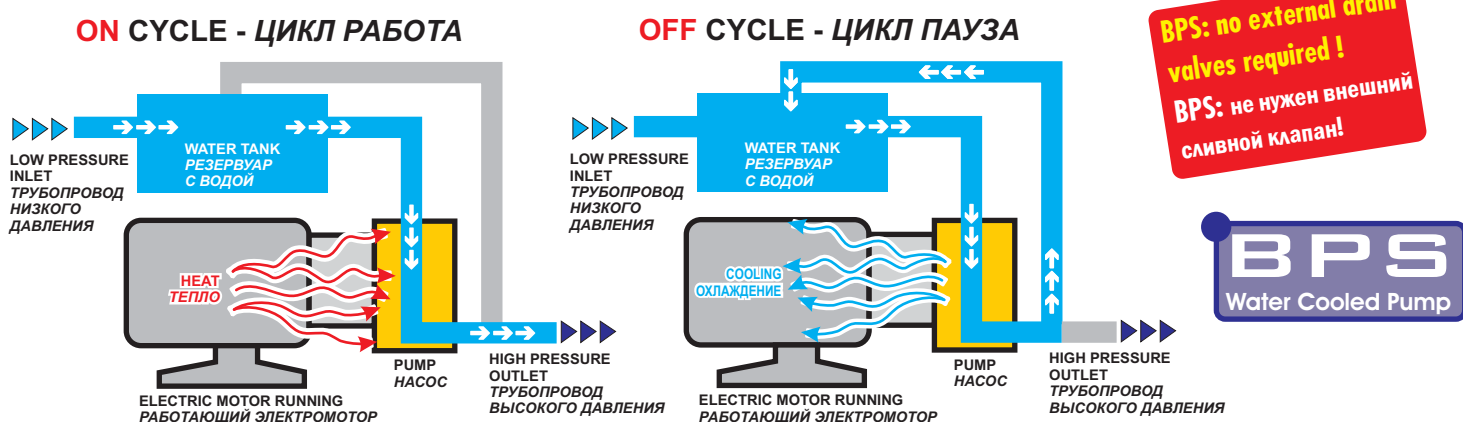 ON CYCLE - ЦИКЛ РАБОТА
LOW PRESSURE
INLET
ТРУБОПРОВОД
НИЗКОГО
ДАВЛЕНИЯ
WATER TANK
РЕЗЕРВУАР
С ВОДОЙ
HEAT
ТЕПЛО
PUMP
НАСОС
HIGH PRESSURE
OUTLET
ТРУБОПРОВОД
ВЫСОКОГО ДАВЛЕНИЯ
ELECTRIC MOTOR RUNNING
РАБОТАЮЩИЙ ЭЛЕКТРОМОТОР
OFF CYCLE - ЦИКЛ ПАУЗА
LOW PRESSURE
INLET
ТРУБОПРОВОД
НИЗКОГО
ДАВЛЕНИЯ
WATER TANK
РЕЗЕРВУАР
С ВОДОЙ
COOLING
ОХЛАЖДЕНИЕ
PUMP
НАСОС
HIGH PRESSURE
OUTLET
ТРУБОПРОВОД
ВЫСОКОГО ДАВЛЕНИЯ
ELECTRIC MOTOR RUNNING
РАБОТАЮЩИЙ ЭЛЕКТРОМОТОР
BPS: no external drain
valves required !
BPS: не нужен внешний
сливной клапан!
BPS
Water Cooled Pump